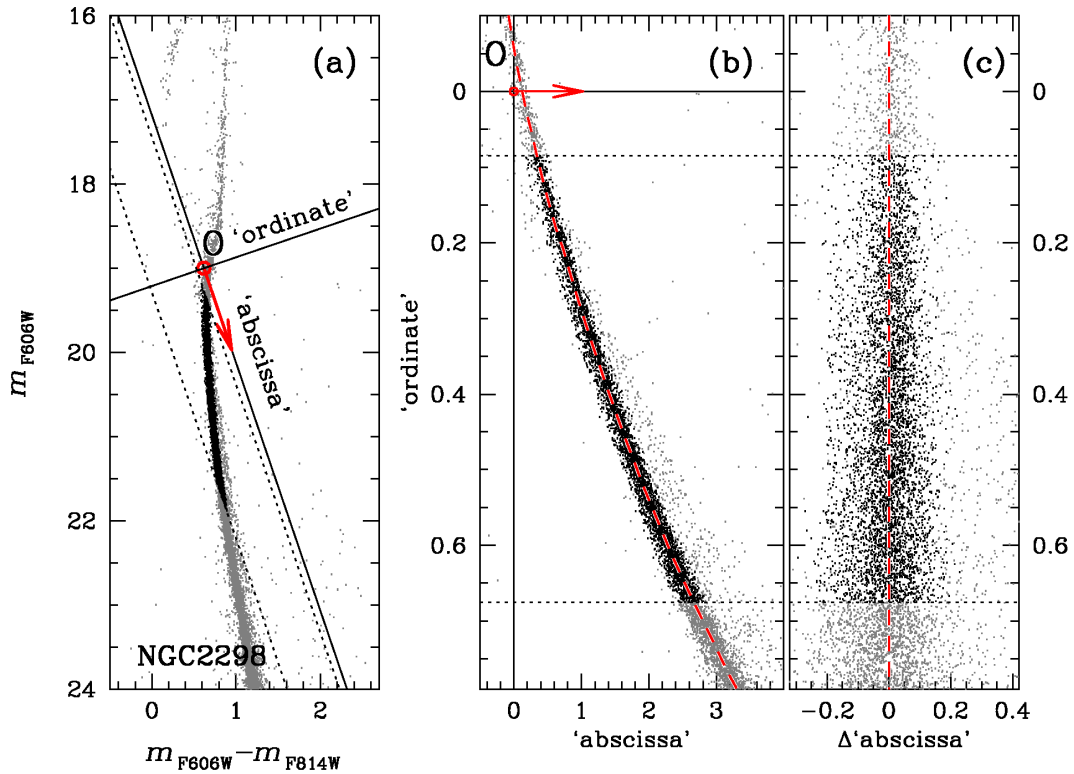 (a)
16
18
20
22
24
m_F606W
O
'ordinate'
'abscissa'
NGC2298
0
1
2
m_F606W−m_F814W
(b)
O
0
0.2
0.4
0.6
'ordinate'
0
1
2
3
'abscissa'
(c)
0
0.2
0.4
0.6
−0.2
0
0.2
0.4
Δ'abscissa'